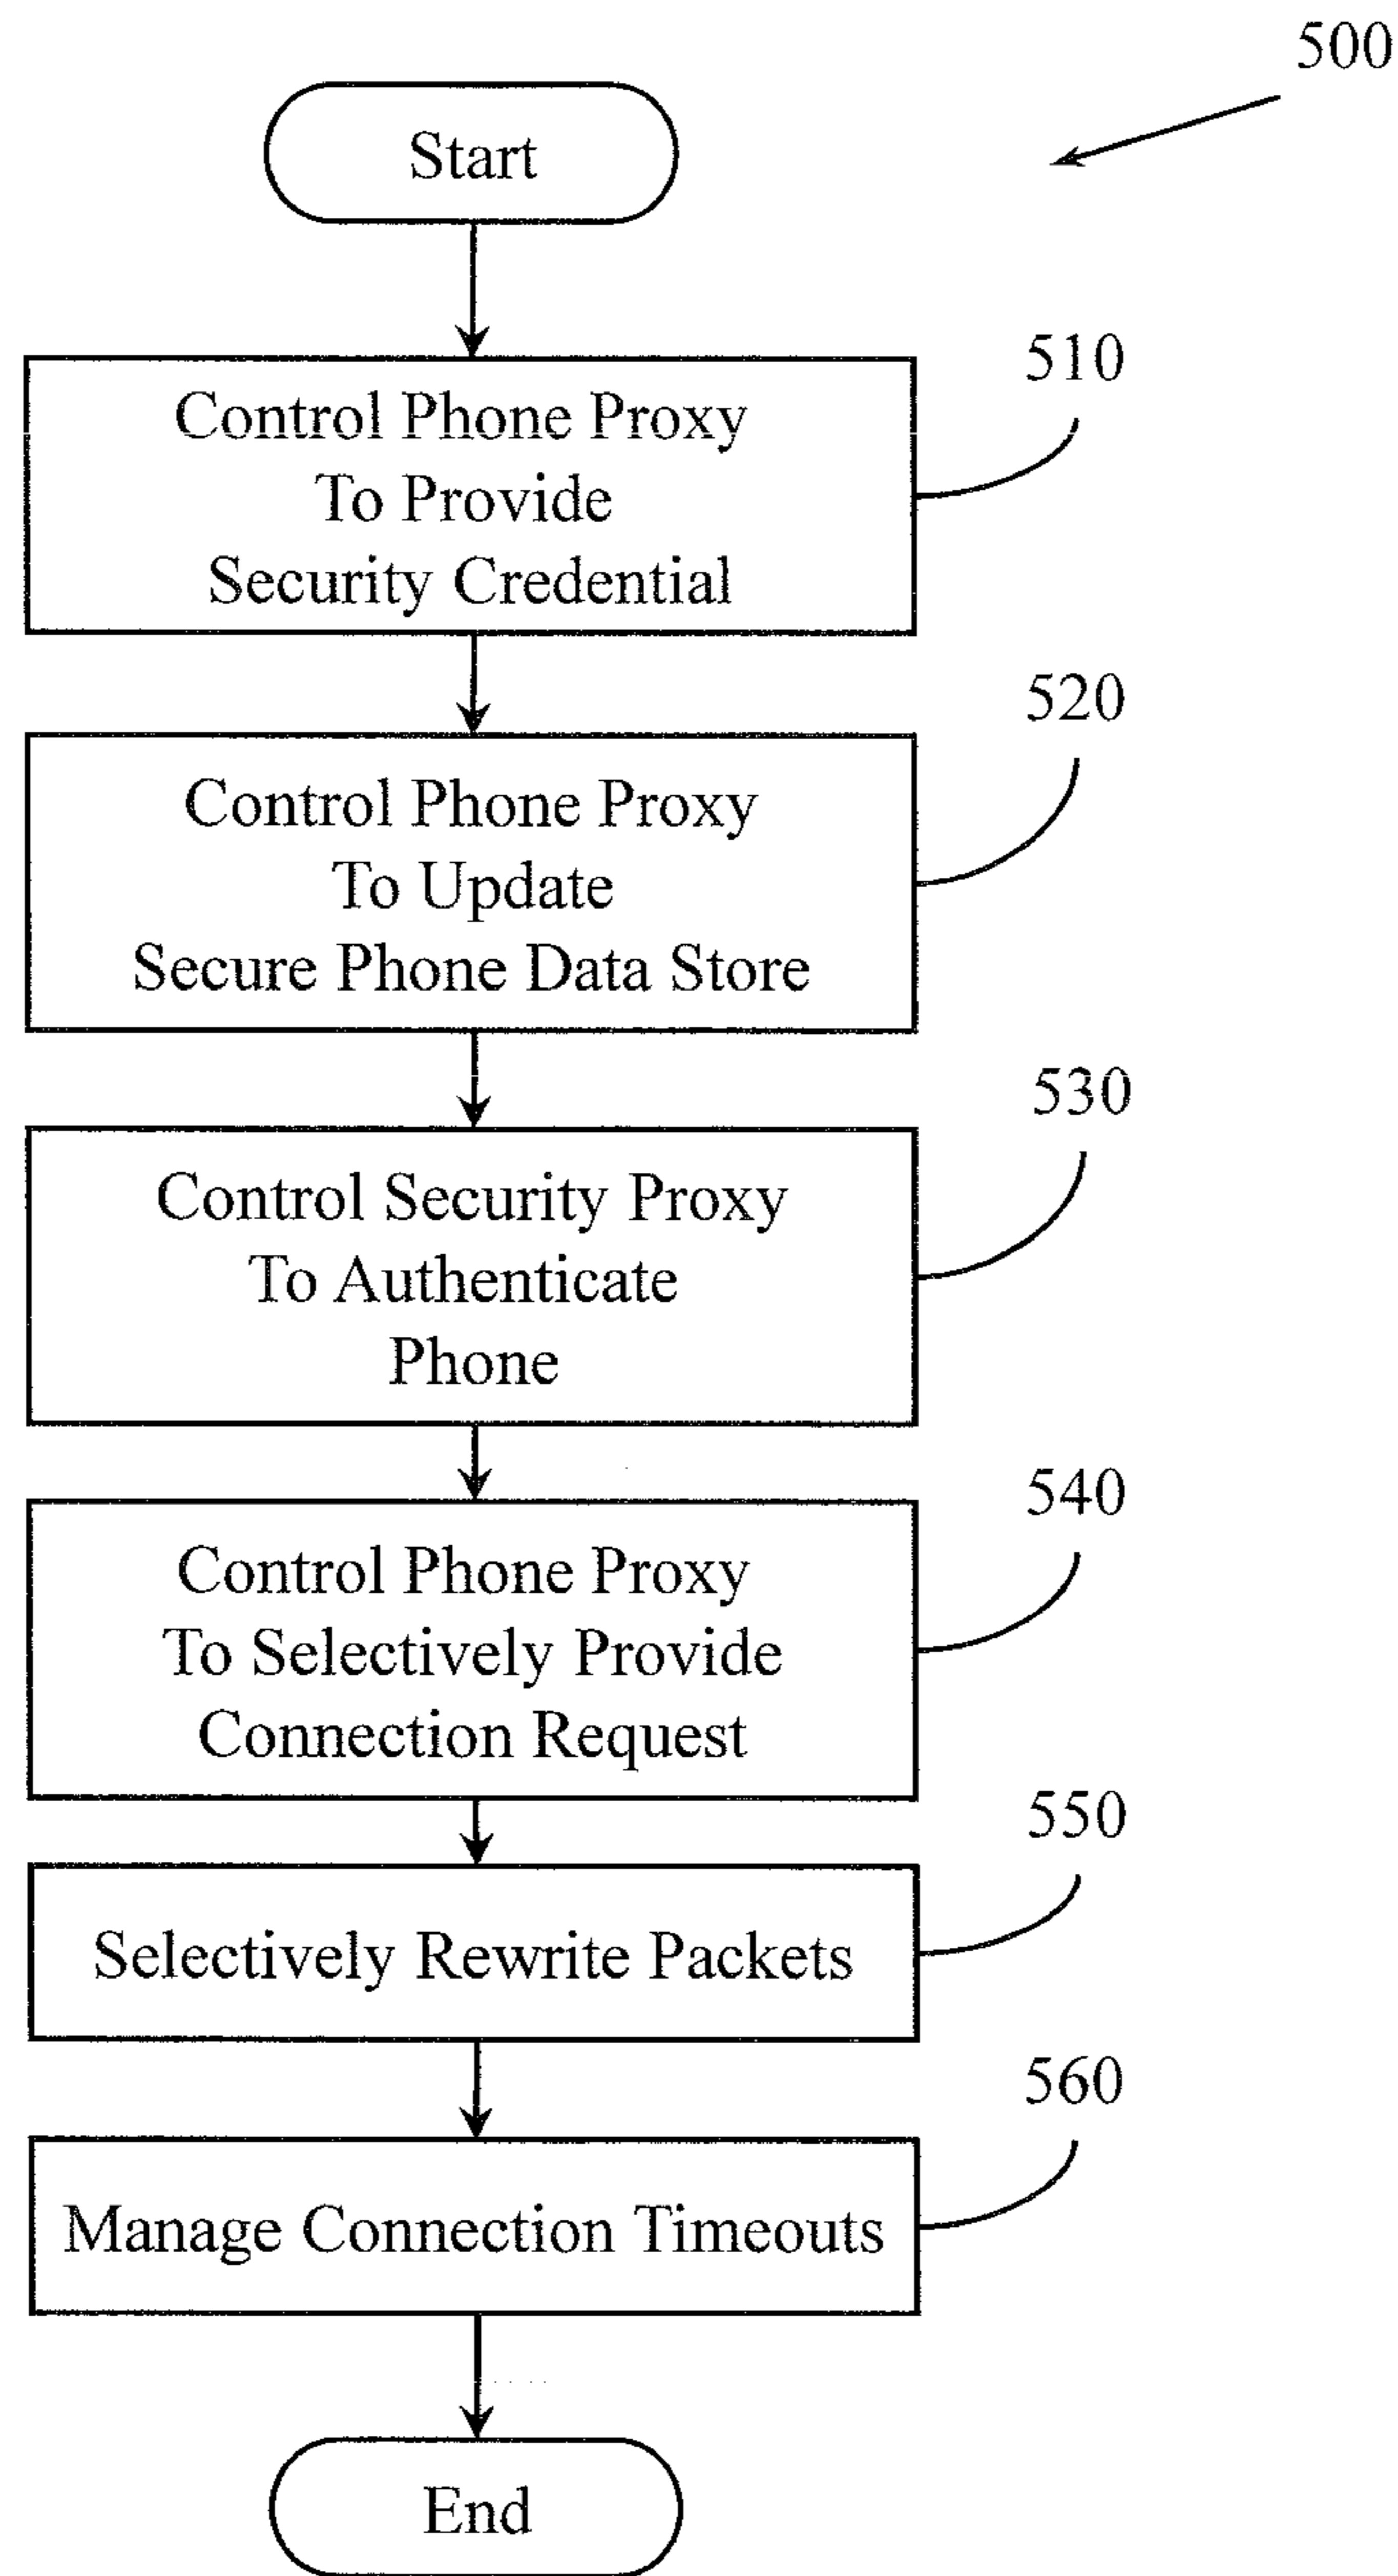 500
Start
510
Control Phone Proxy
To Provide
Security Credential
520
Control Phone Proxy
To Update
Secure Phone Data Store
530
Control Security Proxy
To Authenticate
Phone
540
Control Phone Proxy
To Selectively Provide
Connection Request
550
Selectively Rewrite Packets
560
Manage Connection Timeouts
End